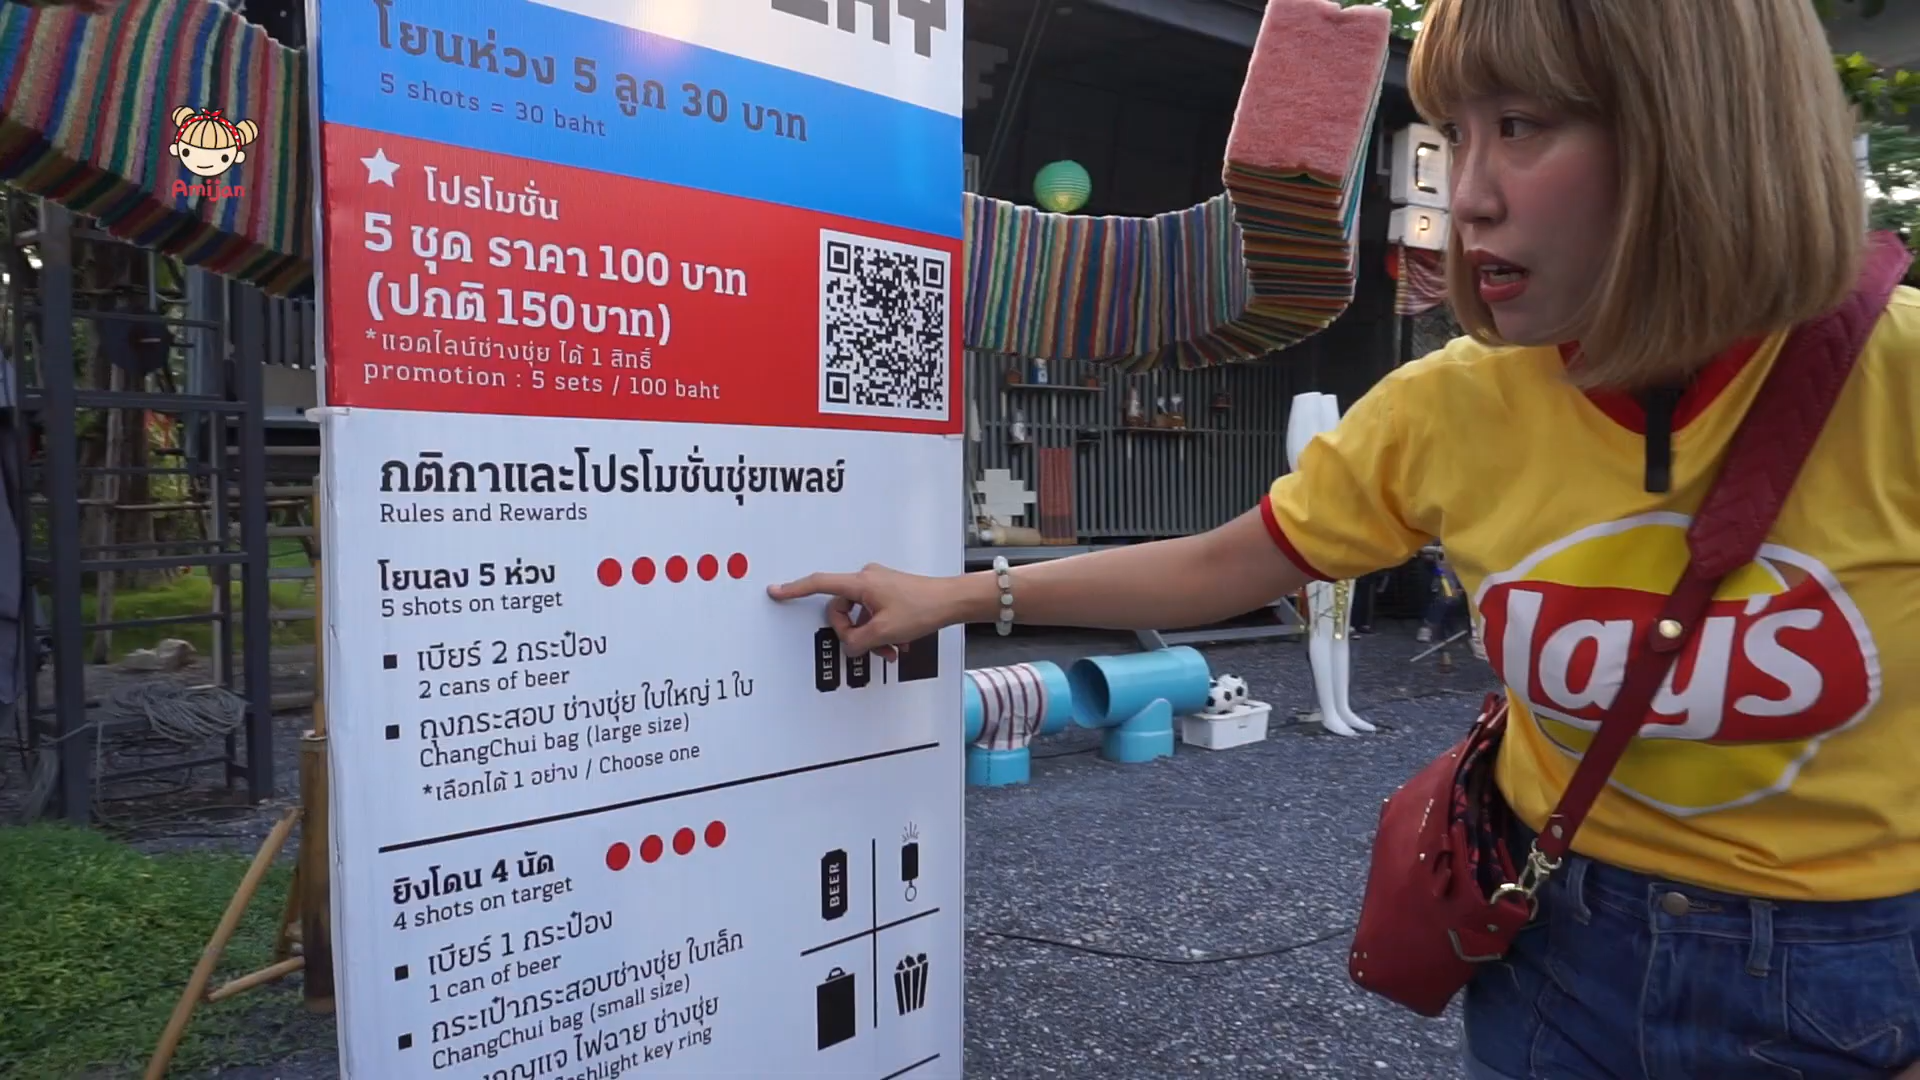 โยนห่วง 5 ลูก 30 บาท
5 shots = 30 baht
Amijan
โปรโมชั่น
5 ชุด ราคา 100 บาท
(ปกติ 150 บาท)
*แอดไลน์ช่างชุ่ย ได้ 1 สิทธิ์
promotion : 5 sets / 100 baht
กติกาและโปรโมชั่นชุ่ยเพลย์
Rules and Rewards
โยนลง 5 ห่วง
5 shots on target
เบียร์ 2 กระป๋อง
2 cans of beer
BEER
ถุงกระสอบ ช่างชุ่ย ใบใหญ่ 1 ใบ
ChangChui bag (large size)
*เลือกได้ 1 อย่าง / Choose one
ยิงโดน 4 นัด
4 shots on target
เบียร์ 1 กระป๋อง
1 can of beer
BEER
กระเป๋ากระสอบช่างชุ่ย ใบเล็ก
ChangChui bag (small size)
ไฟฉาย ช่างชุ่ย
key ring
Lay's